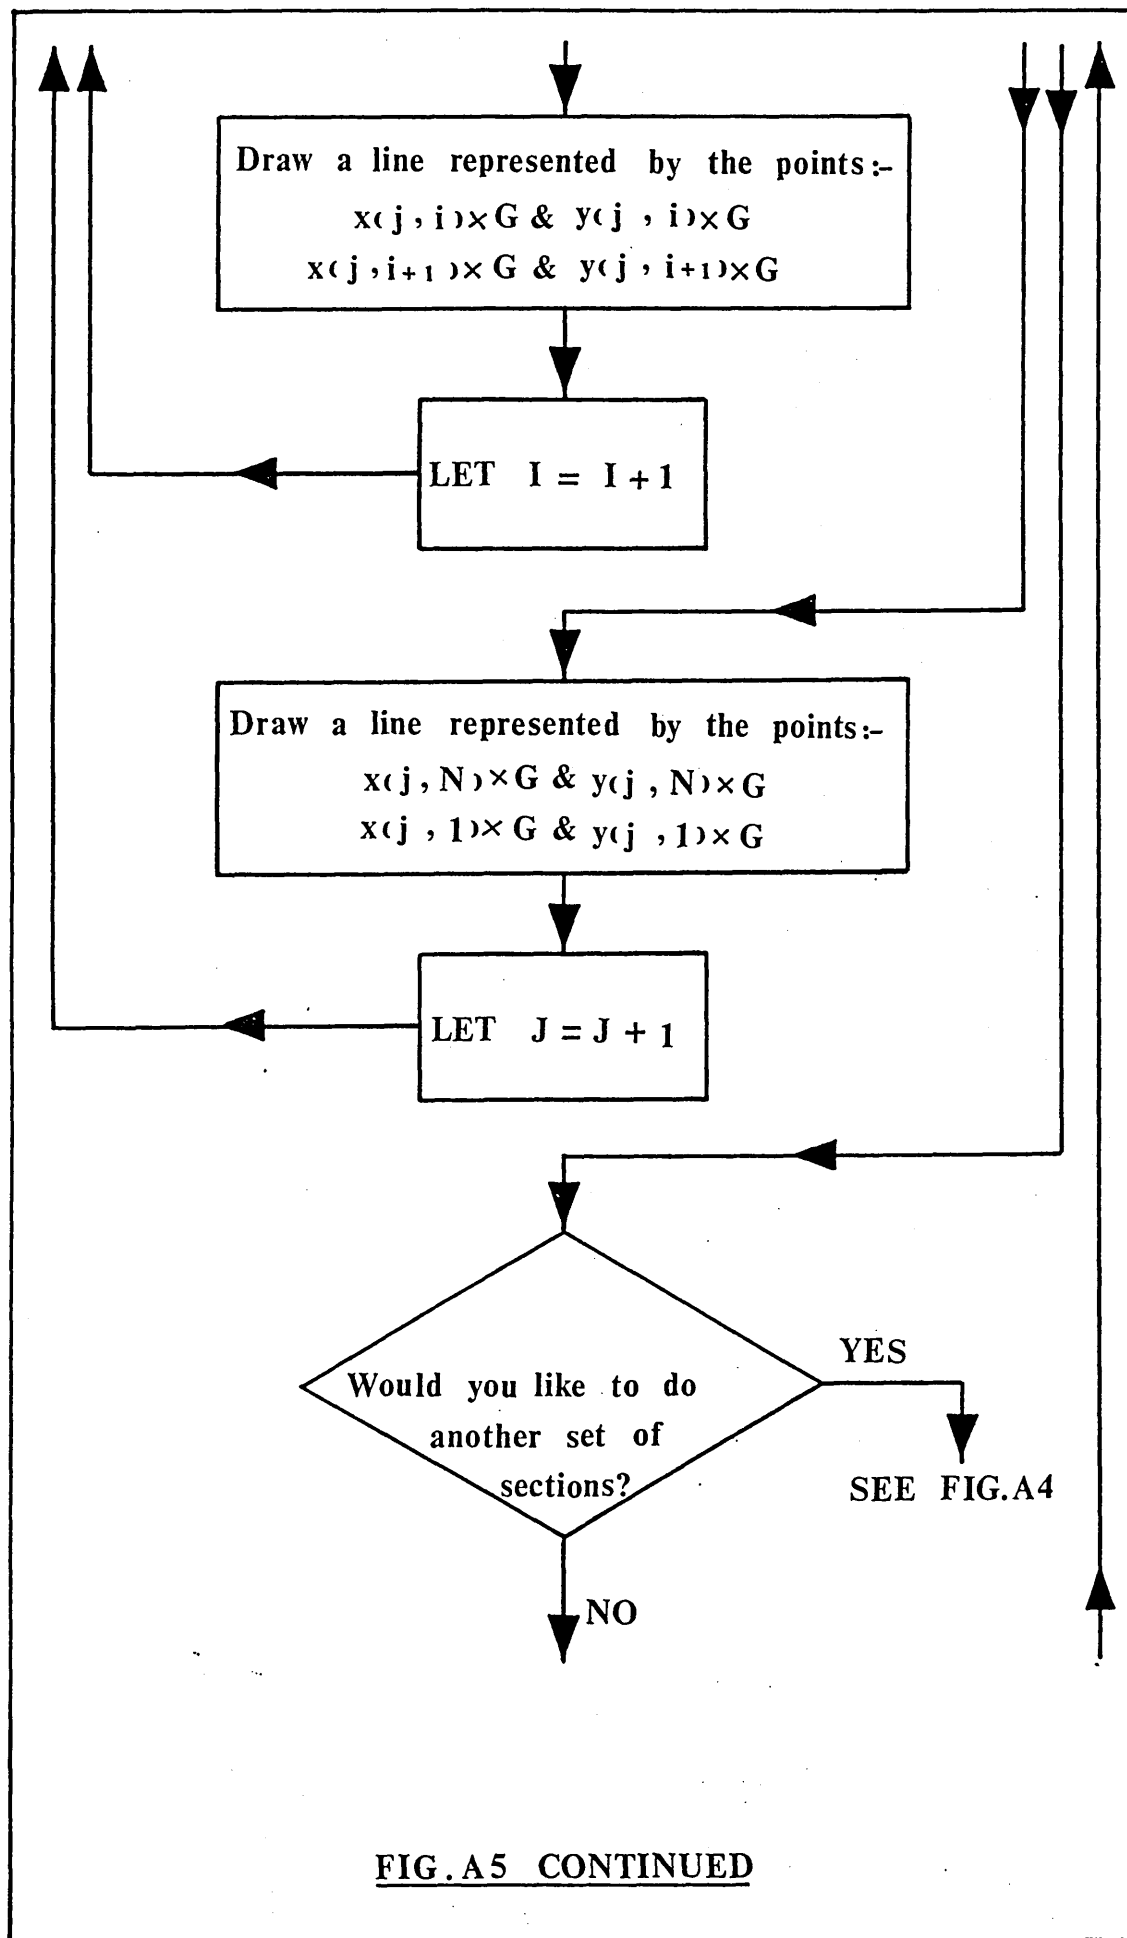 Draw a line represented by the points:-
x(j , i)×G & y(j , i)×G
x(j ,i+1)×G & y(j , i+1)×G
LET I = I + 1
Draw a line represented by the points:-
x(j , N)×G & y(j , N)×G
x(j , 1)×G & y(j , 1)×G
LET J = J + 1
YES
Would you like to do
another set of
sections?
SEE FIG.A4
NO
FIG.A5 CONTINUED